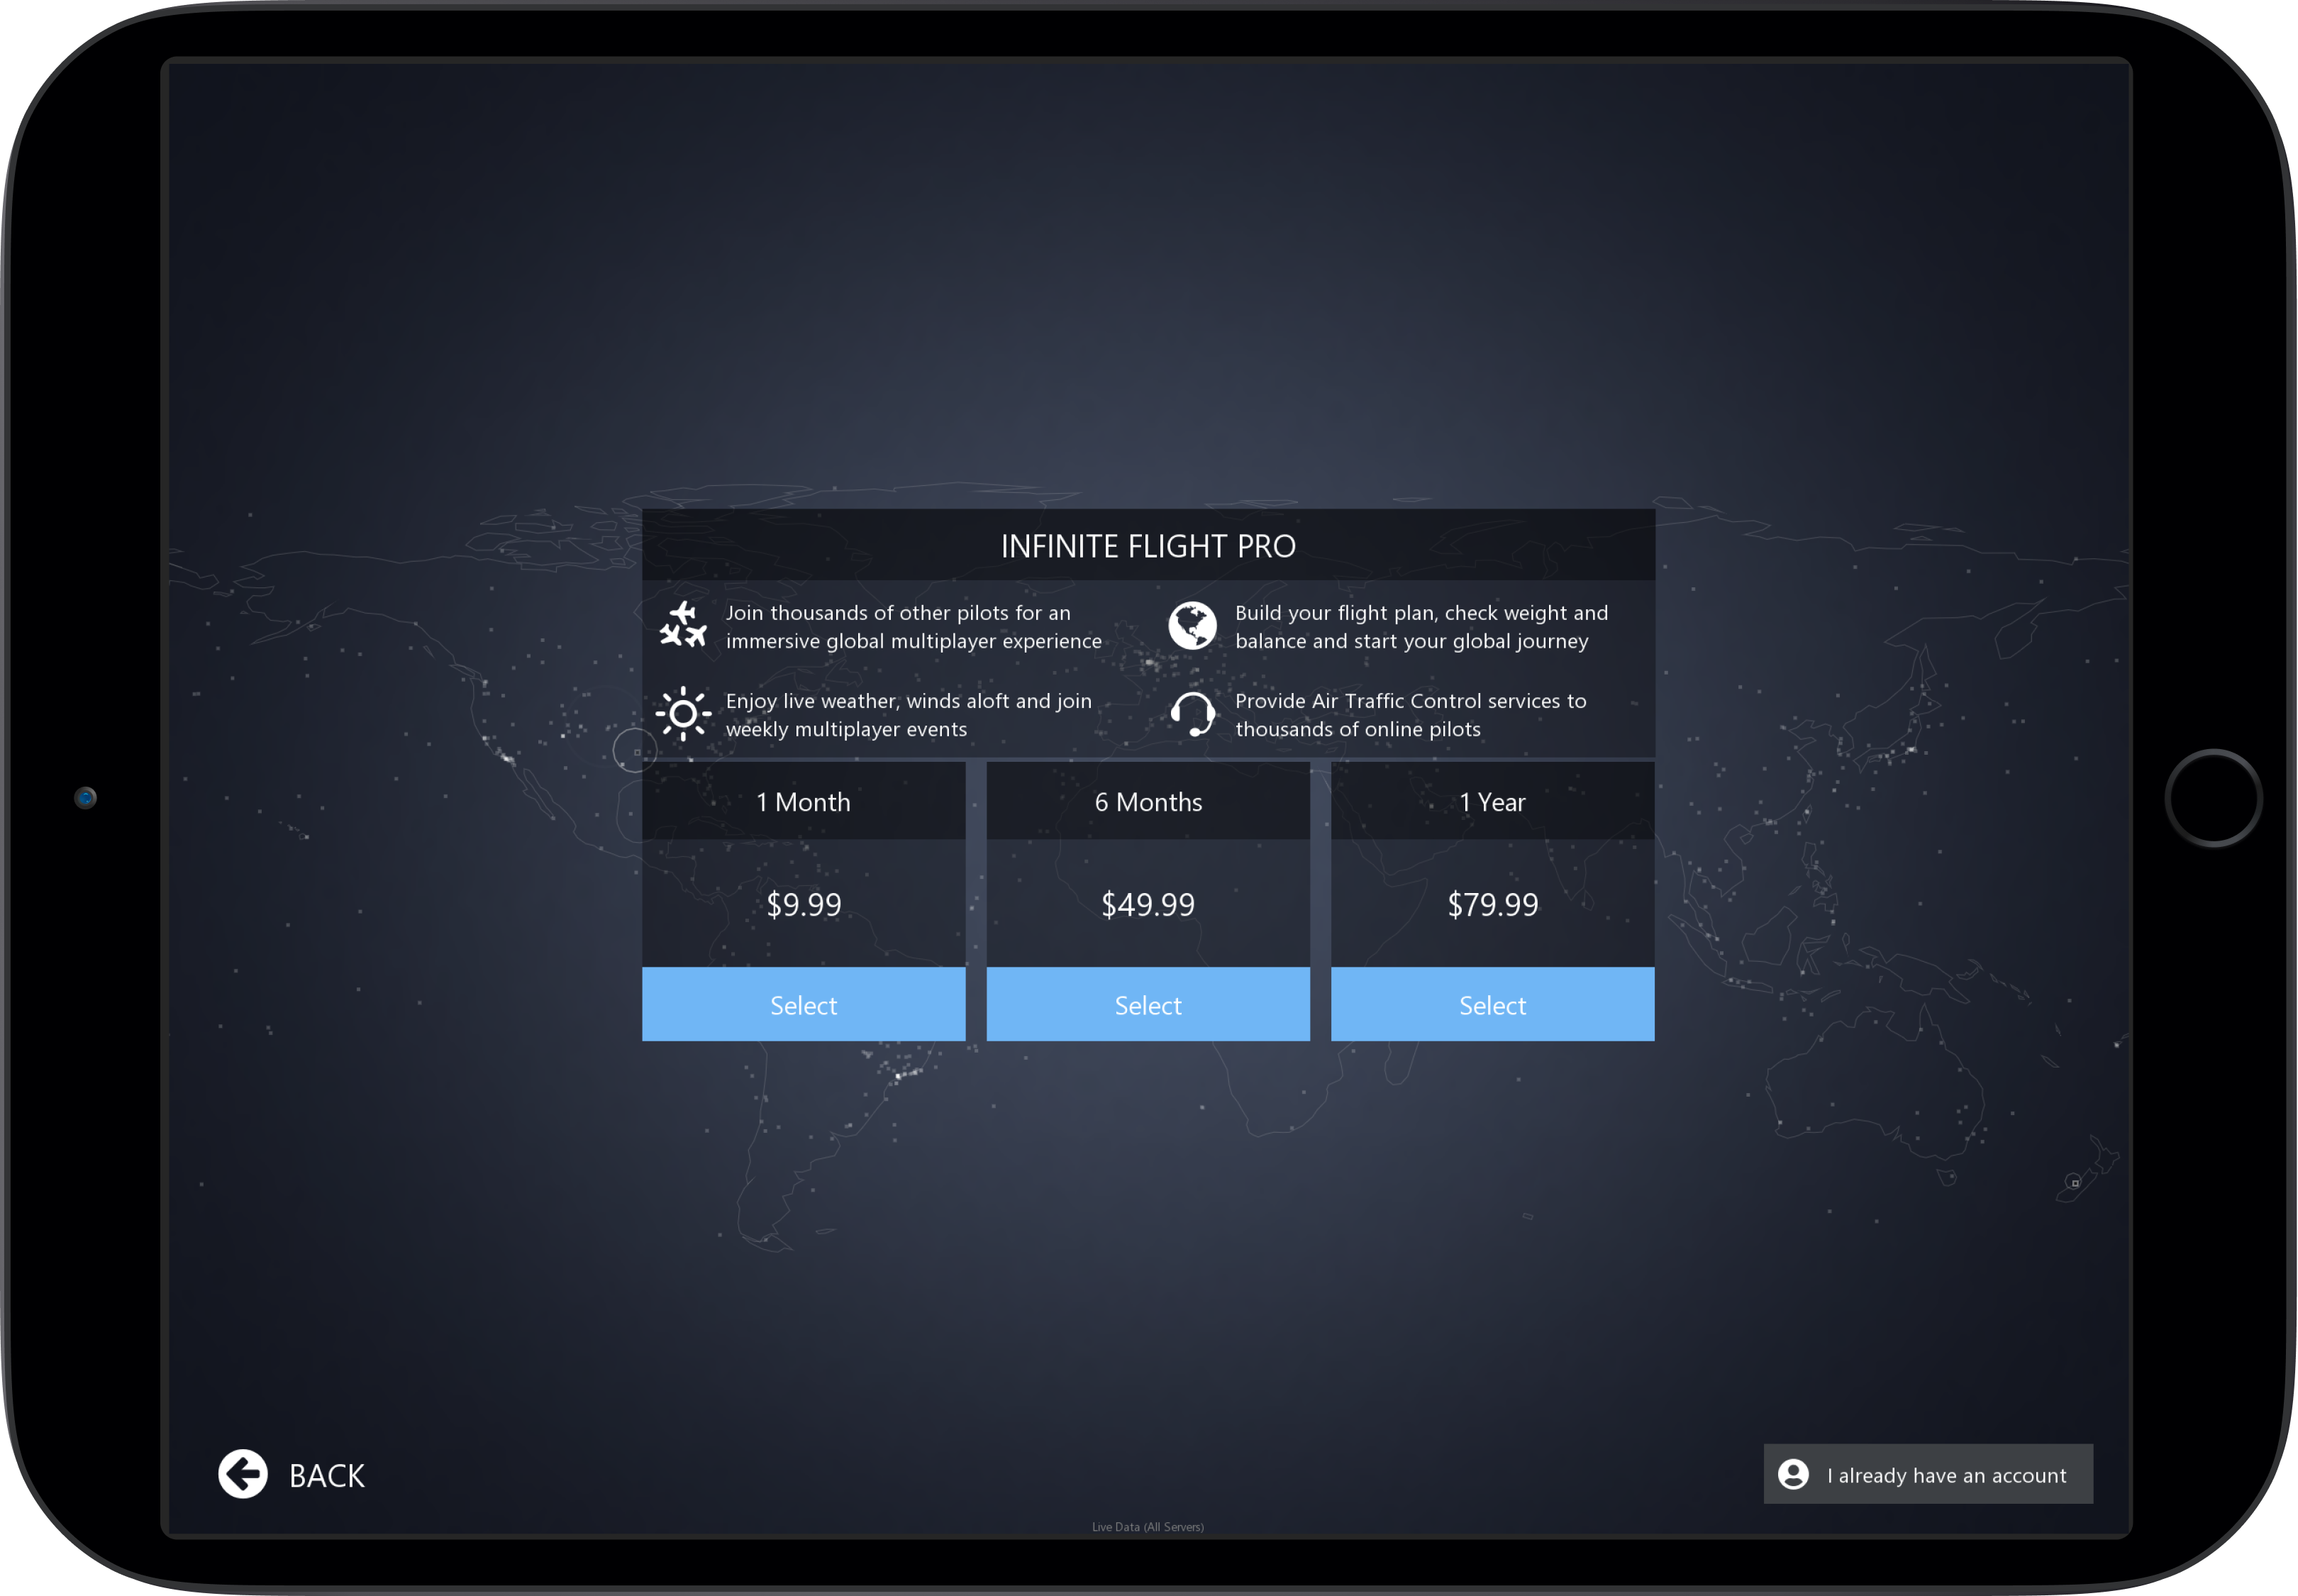 INFINITE FLIGHT PRO
Join thousands of other pilots for an
immersive global multiplayer experience
Build your flight plan, check weight and
balance and start your global journey
Enjoy live weather, winds aloft and join
weekly multiplayer events
Provide Air Traffic Control services to
thousands of online pilots
1 Month
$9.99
Select
6 Months
$49.99
Select
1 Year
$79.99
Select
BACK
I already have an account
Live Data (All Servers)